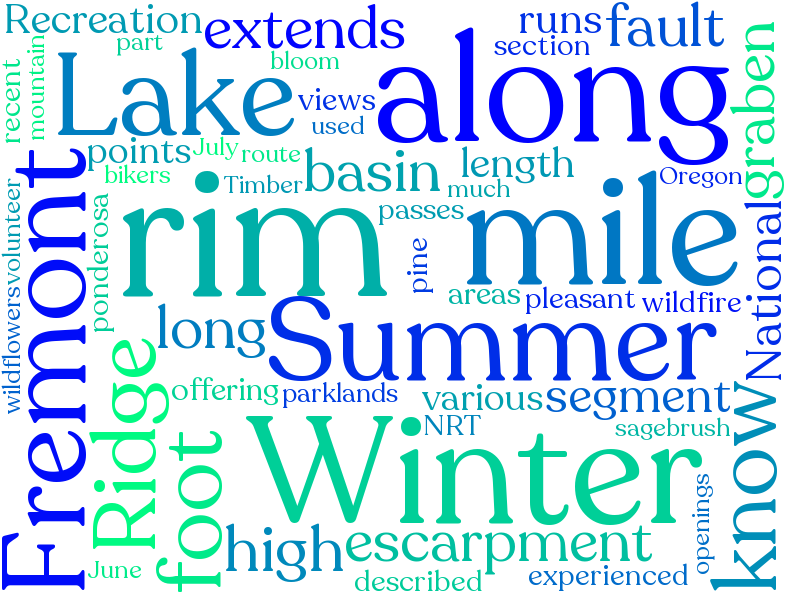 Recreation
extends
runs
fault
part
section
bloom
recent
mountain
Lake
views
used
along
graben
points
July
route
bikers
Timber
basin
length
much
Oregon
passes
Fremont
volunteer
wildflowers
ponderosa
rim
pine
mile
National
areas
pleasant
wildfire
long
Summer
Ridge
offering
parklands
various
segment
NRT
sagebrush
foot
Winter
know
high
escarpment
openings
June
described
experienced